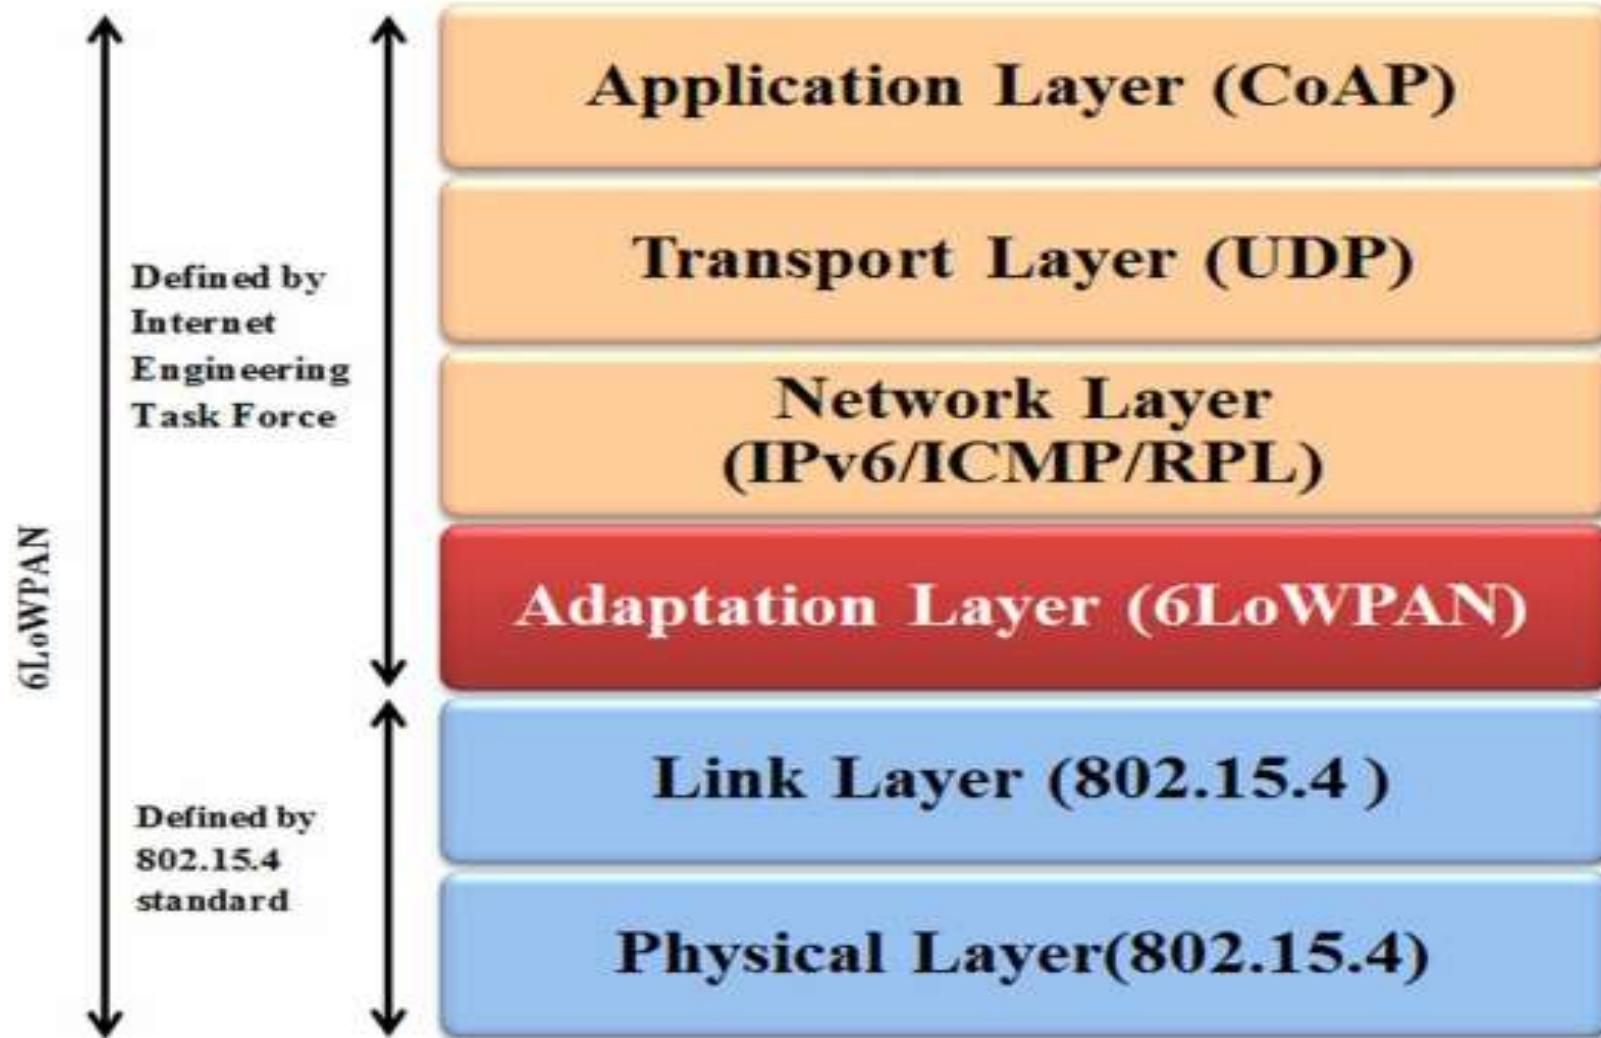 Application Layer (CoAP)
Transport Layer (UDP)
Network Layer
(IPv6/ICMP/RPL)
Adaptation Layer (6LoWPAN)
Link Layer (802.15.4 )
Physical Layer(802.15.4)
Defined by
Internet
Engineering
Task Force
Defined by
802.15.4
standard
6LoWPAN